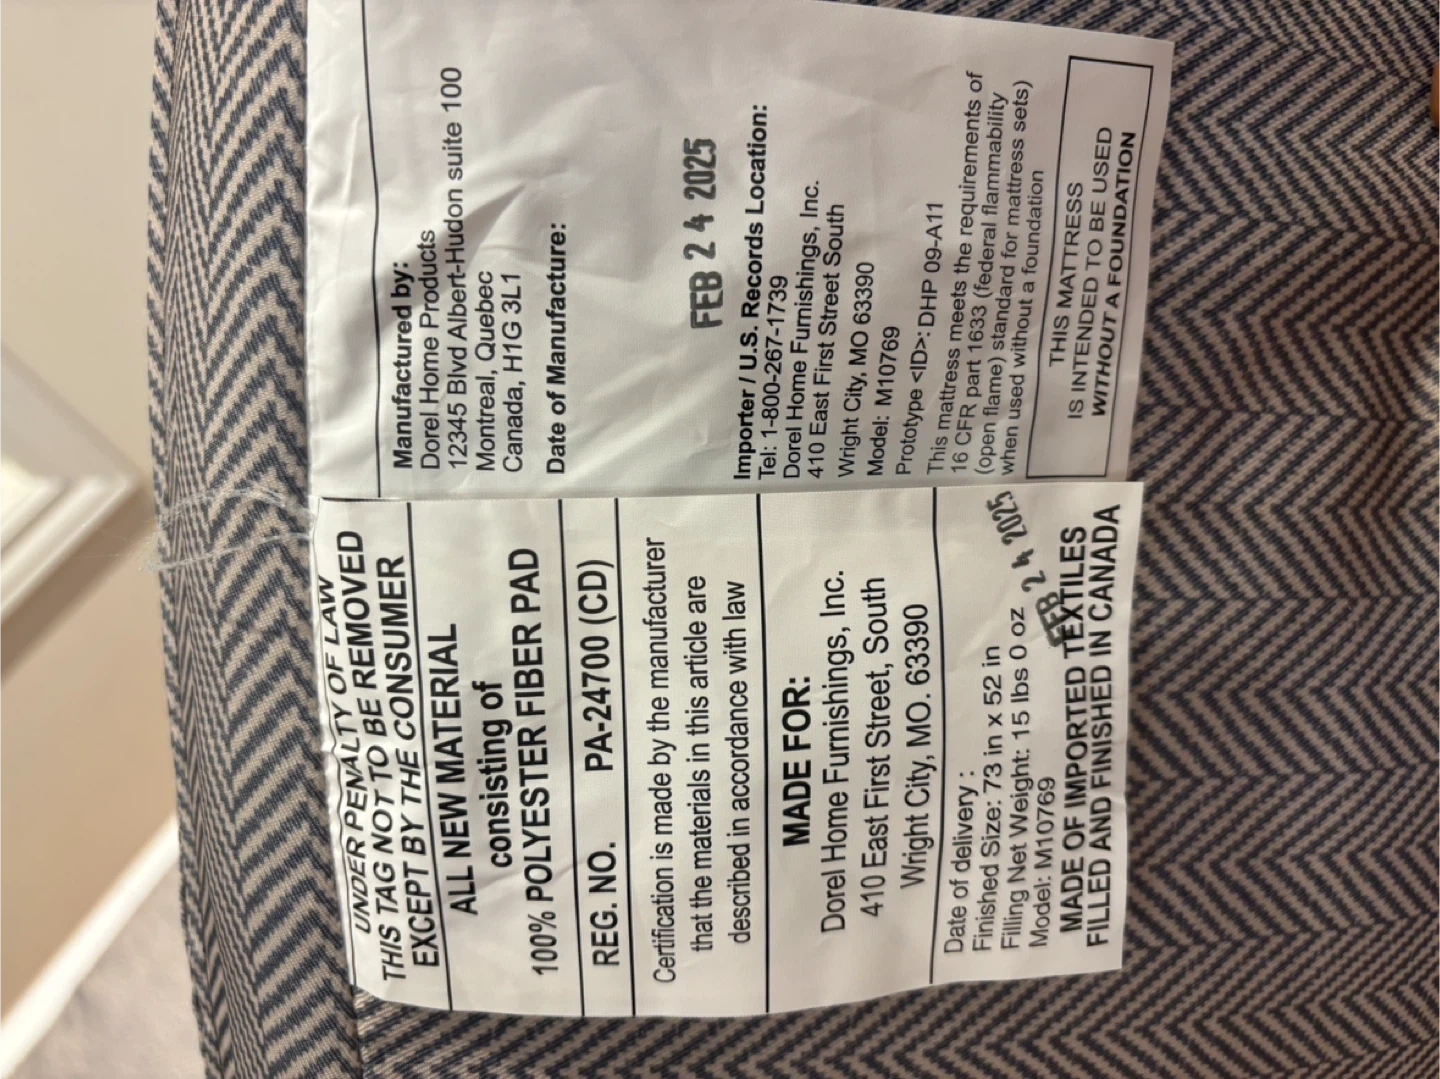 UNDER PENALTY OF LAW
THIS TAG NOT TO BE REMOVED
EXCEPT BY THE CONSUMER
ALL NEW MATERIAL
consisting of
100% POLYESTER FIBER PAD
REG. NO. PA-24700 (CD)
Certification is made by the manufacturer
that the materials in this article are
described in accordance with law
MADE FOR:
Dorel Home Furnishings, Inc.
410 East First Street, South
Wright City, MO. 63390
Date of delivery :
Finished Size: 73 in x 52 in
Filling Net Weight: 15 lbs 0 oz
FEB 24 2025
Model: M10769
MADE OF IMPORTED TEXTILES
FILLED AND FINISHED IN CANADA
Manufactured by:
Dorel Home Products
12345 Blvd Albert-Hudon suite 100
Montreal, Quebec
Canada, H1G 3L1
Date of Manufacture:
FEB 24 2025
Importer / U.S. Records Location:
Tel: 1-800-267-1739
Dorel Home Furnishings, Inc.
410 East First Street South
Wright City, MO 63390
Model: M10769
Prototype <ID>: DHP 09-A11
This mattress meets the requirements of
16 CFR part 1633 (federal flammability
(open flame) standard for mattress sets)
when used without a foundation
THIS MATTRESS
IS INTENDED TO BE USED
WITHOUT A FOUNDATION